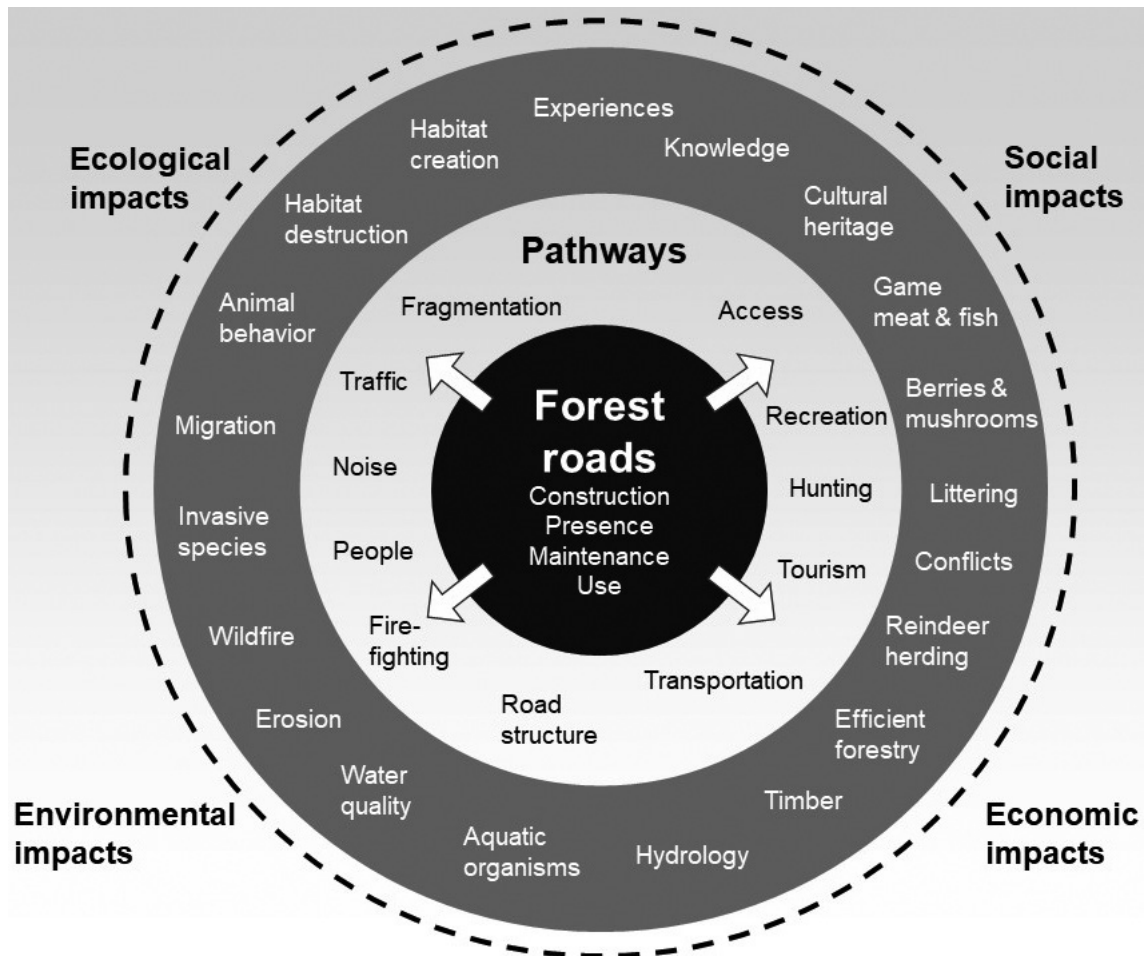 Ecological
impacts
Social
impacts
Environmental
impacts
Economic
impacts
Experiences
Knowledge
Cultural
heritage
Game
meat & fish
Berries &
mushrooms
Littering
Conflicts
Reindeer
herding
Efficient
forestry
Timber
Hydrology
Aquatic
organisms
Water
quality
Erosion
Wildfire
Invasive
species
Migration
Animal
behavior
Habitat
destruction
Habitat
creation
Pathways
Fragmentation
Access
Traffic
Recreation
Noise
Hunting
People
Tourism
Fire-
fighting
Transportation
Road
structure
Forest
roads
Construction
Presence
Maintenance
Use